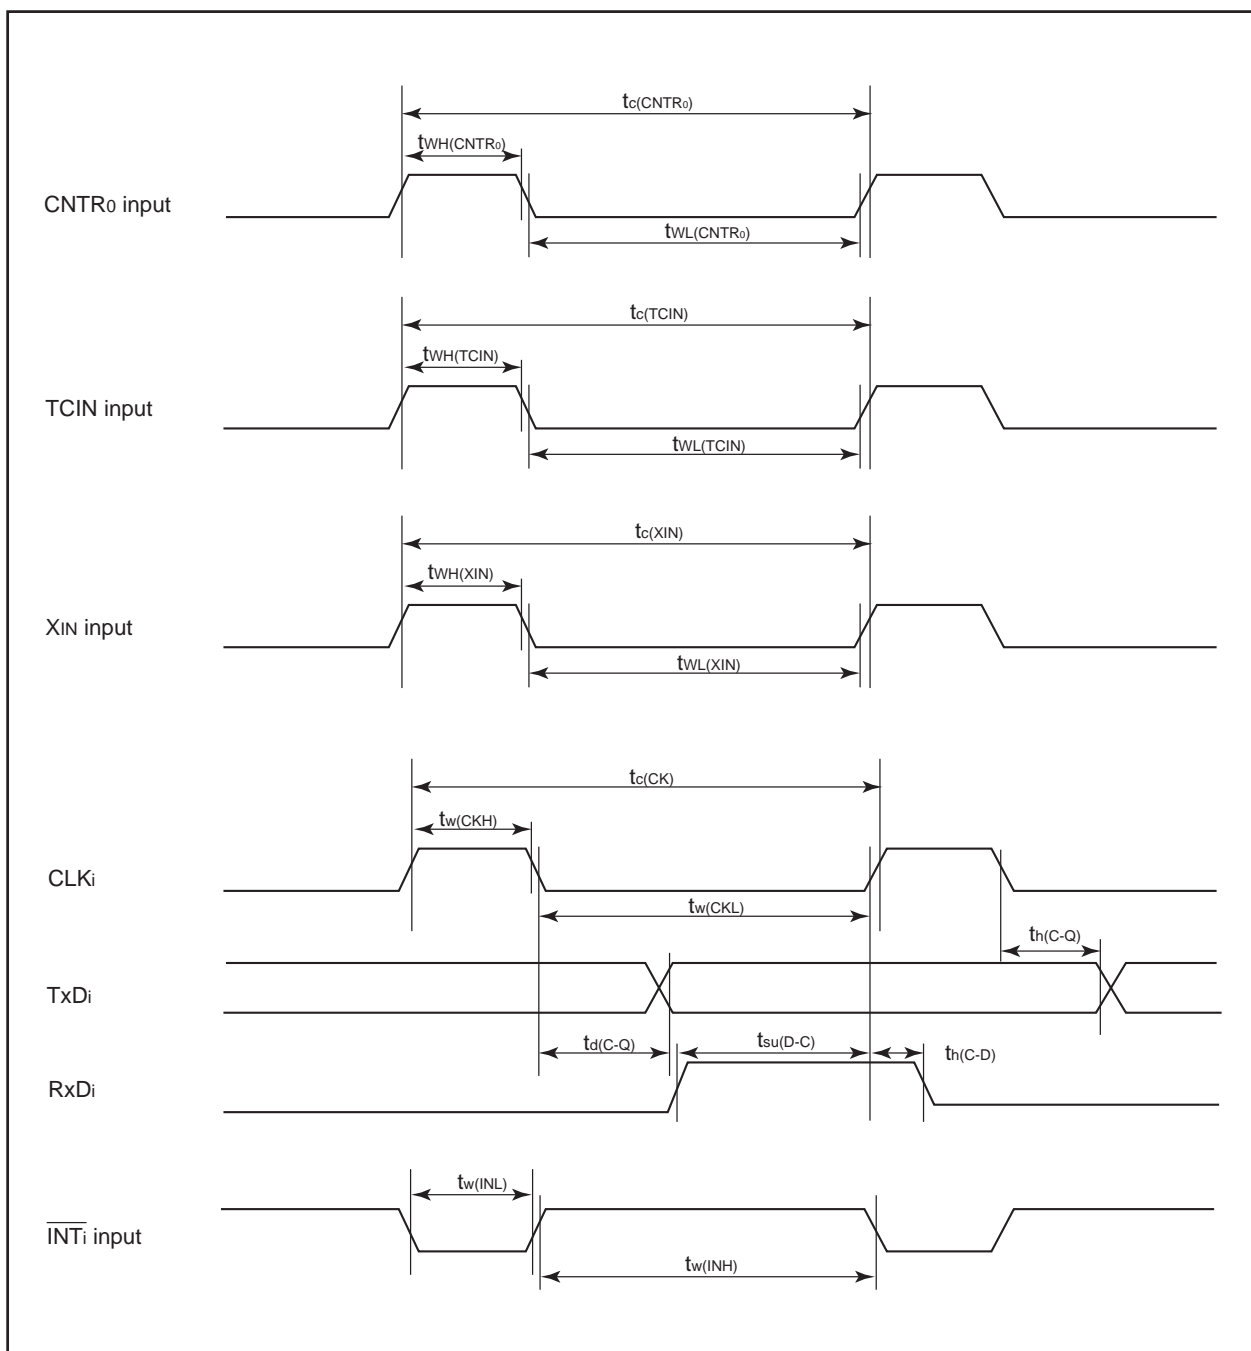 tc(CNTR0)
tWH(CNTR0)
CNTR0 input
tWL(CNTR0)
tc(TCIN)
tWH(TCIN)
TCIN input
tWL(TCIN)
tc(XIN)
tWH(XIN)
XIN input
tWL(XIN)
tc(CK)
tw(CKH)
CLKi
tw(CKL)
th(C-Q)
TxDi
td(C-Q)
tsu(D-C)
th(C-D)
RxDi
tw(INL)
INTi input
tw(INH)